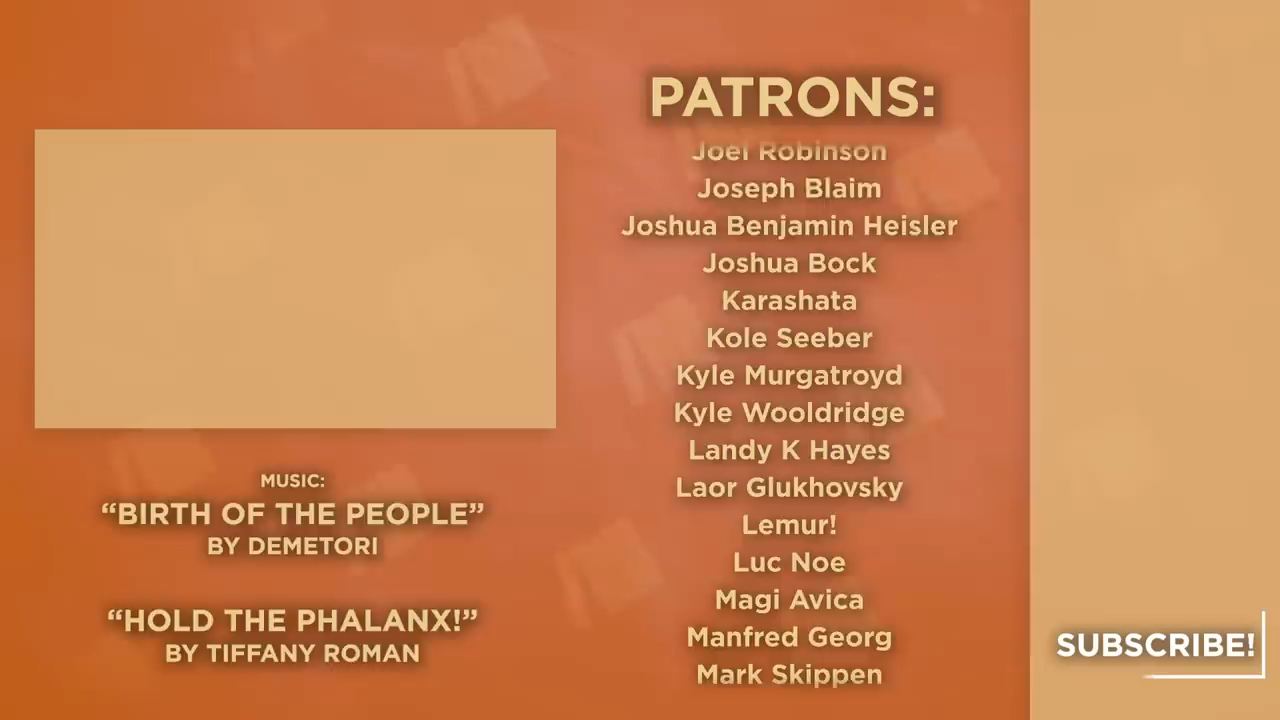 PATRONS:
Joel Robinson
Joseph Blaim
Joshua Benjamin Heisler
Joshua Bock
Karashata
Kole Seeber
Kyle Murgatroyd
Kyle Wooldridge
Landy K Hayes
Laor Glukhovsky
Lemur!
Luc Noe
Magi Avica
Manfred Georg
Mark Skippen
MUSIC:
“BIRTH OF THE PEOPLE”
BY DEMETORI
“HOLD THE PHALANX!”
BY TIFFANY ROMAN
SUBSCRIBE!